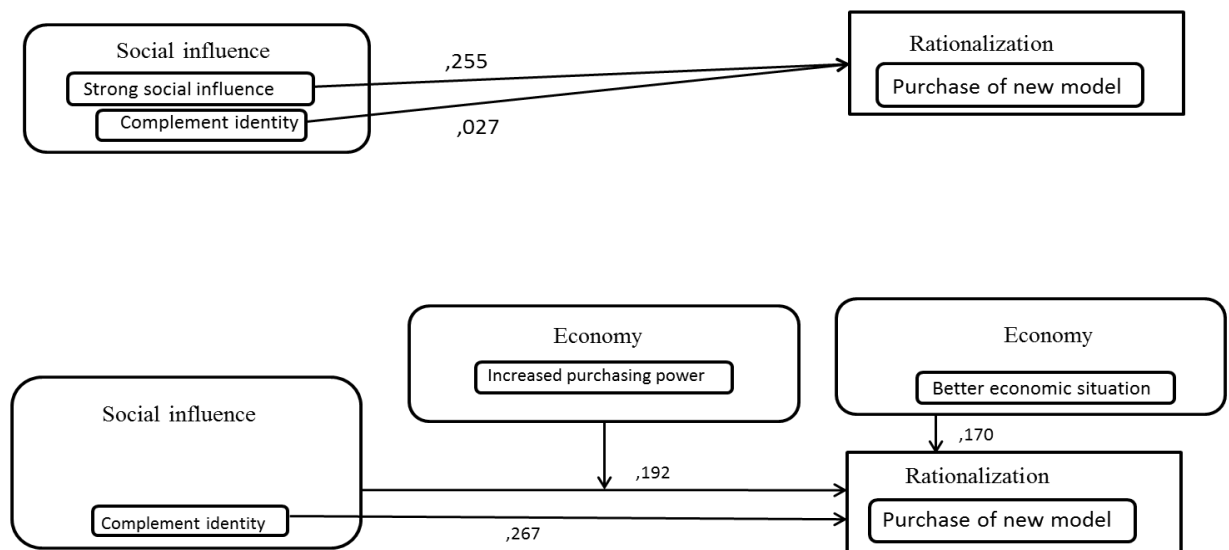 Social influence
Strong social influence
Complement identity
,255
,027
Rationalization
Purchase of new model
Economy
Increased purchasing power
Economy
Better economic situation
Social influence
Complement identity
,192
,267
,170
Rationalization
Purchase of new model